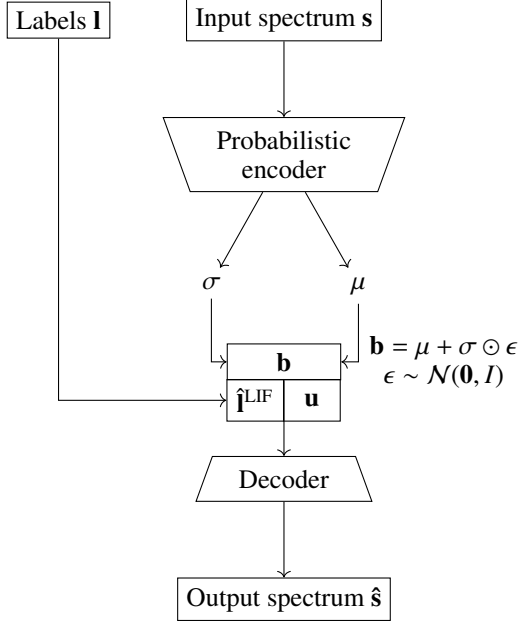 Labels l
Input spectrum s
Probabilistic
encoder
σ
μ
b
b = μ + σ ⊙ ϵ
ϵ ∼ 𝒩(0, I)
l̂^LIF
u
Decoder
Output spectrum ŝ